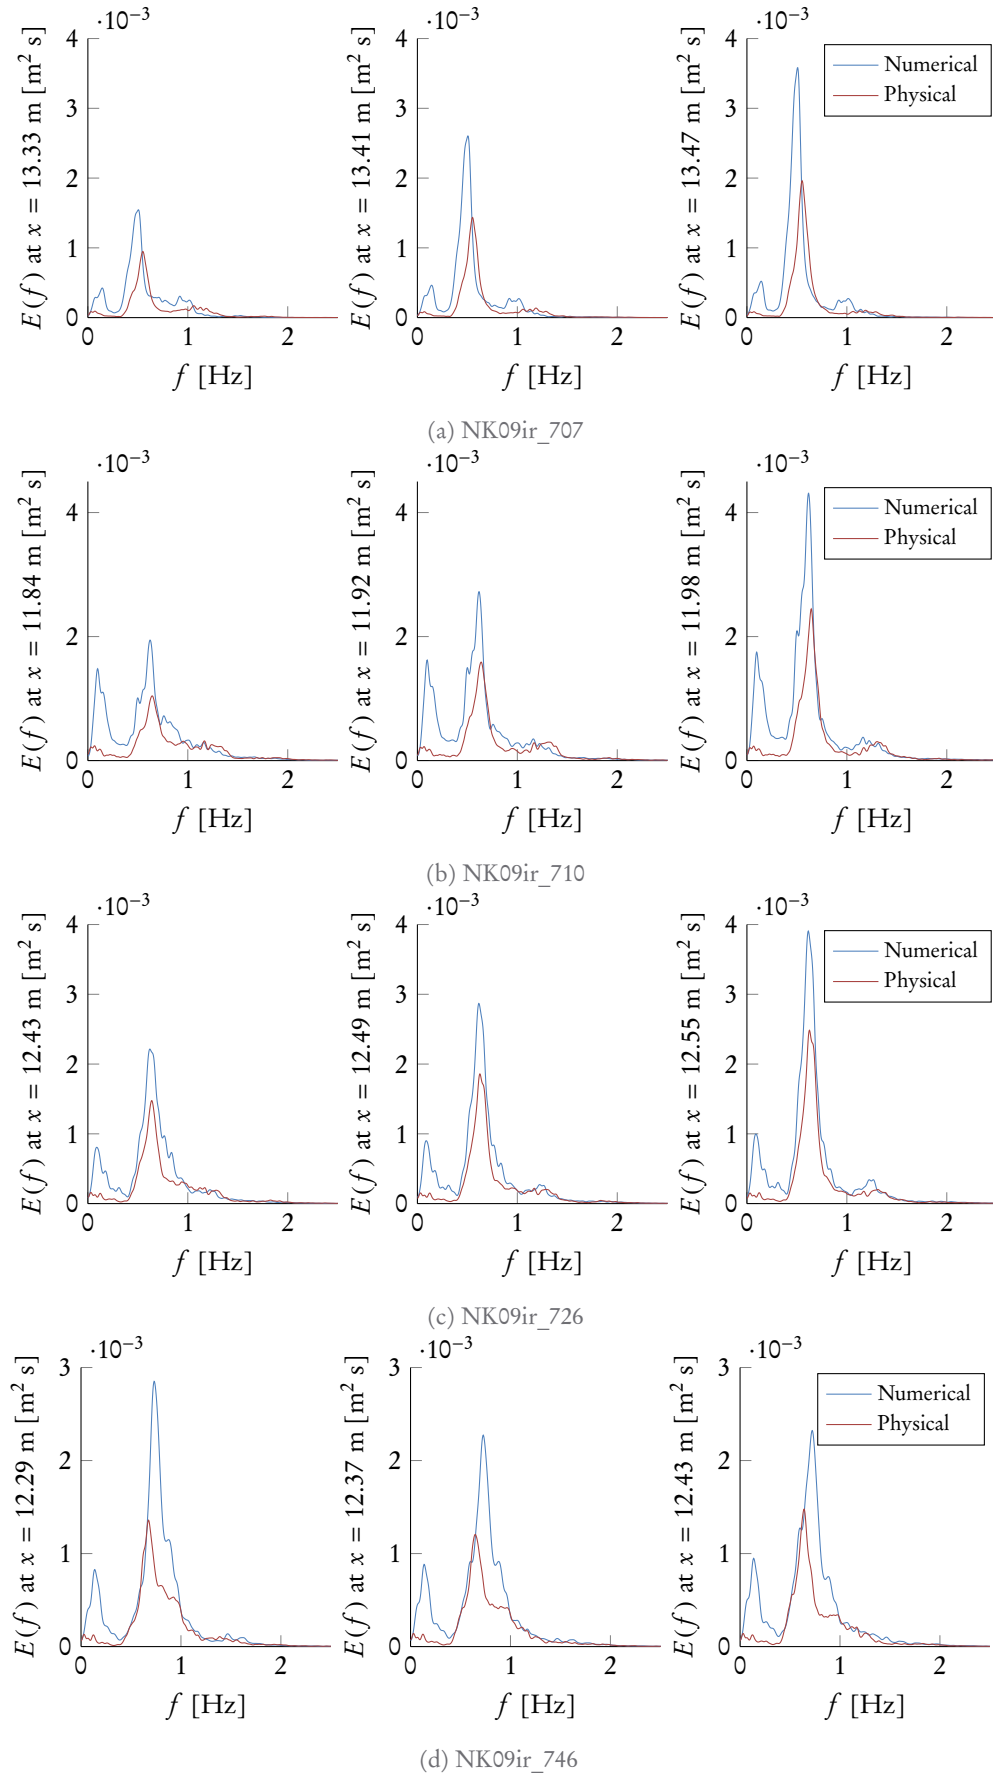 ·10−3 ·10−3 ·10−3
E(f) at x = 13.33 m [m2 s]
4
3
2
1
0
0 1 2
f [Hz]
E(f) at x = 13.41 m [m2 s]
4
3
2
1
0
0 1 2
f [Hz]
E(f) at x = 13.47 m [m2 s]
4
3
2
1
0
0 1 2
f [Hz]
Numerical
Physical
(a) NK09ir_707
·10−3 ·10−3 ·10−3
E(f) at x = 11.84 m [m2 s]
4
2
0
0 1 2
f [Hz]
E(f) at x = 11.92 m [m2 s]
4
2
0
0 1 2
f [Hz]
E(f) at x = 11.98 m [m2 s]
4
2
0
0 1 2
f [Hz]
Numerical
Physical
(b) NK09ir_710
·10−3 ·10−3 ·10−3
E(f) at x = 12.43 m [m2 s]
4
3
2
1
0
0 1 2
f [Hz]
E(f) at x = 12.49 m [m2 s]
4
3
2
1
0
0 1 2
f [Hz]
E(f) at x = 12.55 m [m2 s]
4
3
2
1
0
0 1 2
f [Hz]
Numerical
Physical
(c) NK09ir_726
·10−3 ·10−3 ·10−3
E(f) at x = 12.29 m [m2 s]
3
2
1
0
0 1 2
f [Hz]
E(f) at x = 12.37 m [m2 s]
3
2
1
0
0 1 2
f [Hz]
E(f) at x = 12.43 m [m2 s]
3
2
1
0
0 1 2
f [Hz]
Numerical
Physical
(d) NK09ir_746